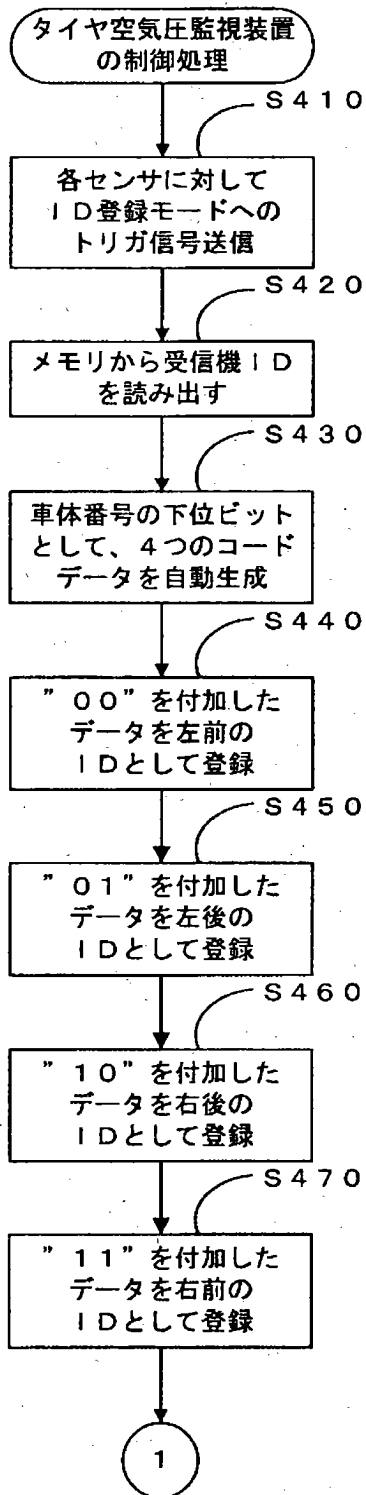 タイヤ空気圧監視装置
の制御処理
S410
各センサに対して
ID登録モードへの
トリガ信号送信
S420
メモリから受信機ID
を読み出す
S430
車体番号の下位ビット
として、4つのコード
データを自動生成
S440
"00"を付加した
データを左前の
IDとして登録
S450
"01"を付加した
データを左後の
IDとして登録
S460
"10"を付加した
データを右後の
IDとして登録
S470
"11"を付加した
データを右前の
IDとして登録
1